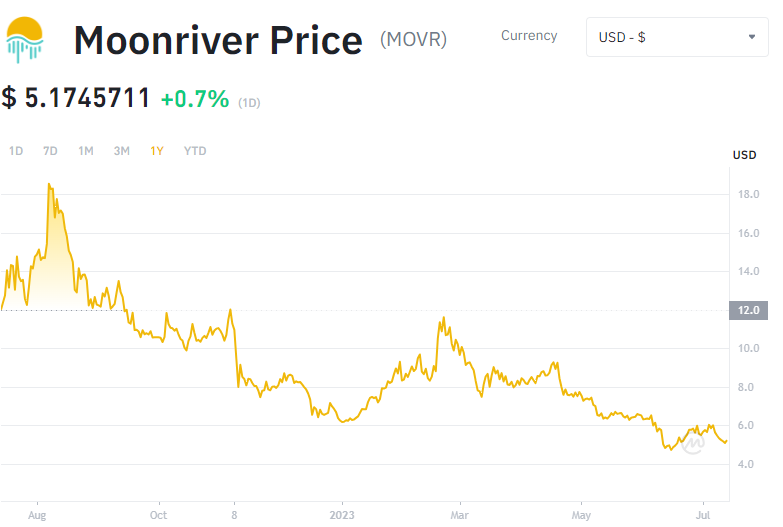 Moonriver Price (MOVR) Currency USD - $
$ 5.1745711 +0.7% (1D)
1D 7D 1M 3M 1Y YTD
USD
18.0
16.0
14.0
12.0
10.0
8.0
6.0
4.0
Aug Oct 8 2023 Mar May Jul